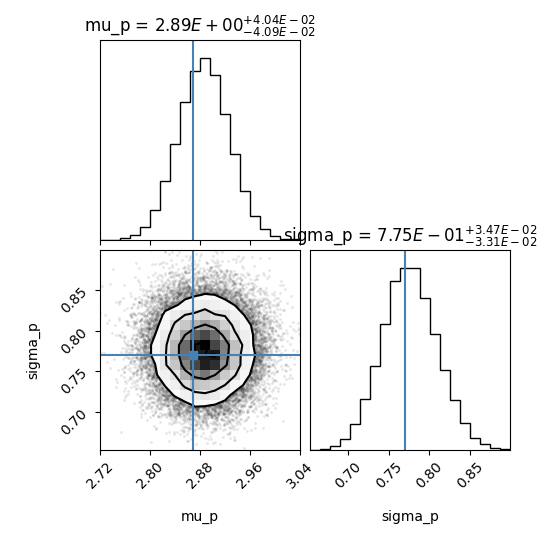 mu_p = 2.89E + 00+4.04E−02 −4.09E−02
sigma_p = 7.75E − 01+3.47E−02 −3.31E−02
0.85
0.80
0.75
0.70
sigma_p
2.72 2.80 2.88 2.96 3.04
0.70 0.75 0.80 0.85
mu_p
sigma_p